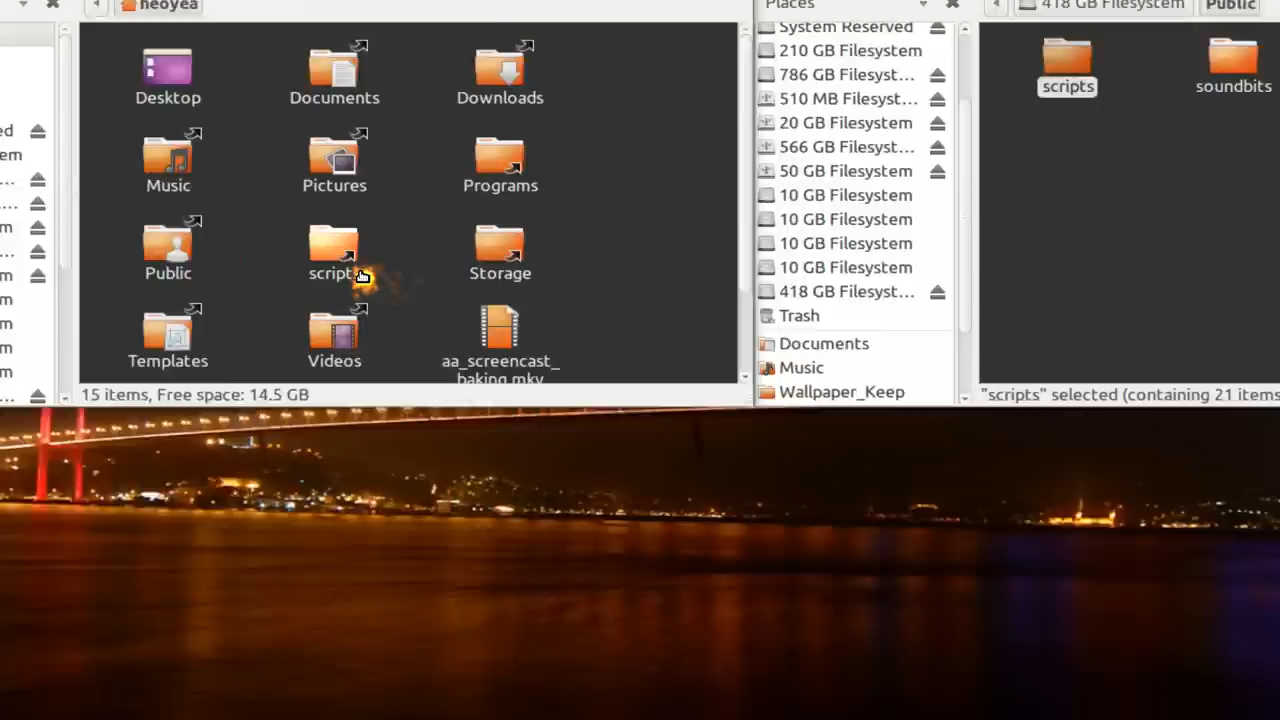 heoyea
Desktop
Documents
Downloads
Music
Pictures
Programs
Public
script
Storage
Templates
Videos
aa_screencast_
baking.mkv
15 items, Free space: 14.5 GB
ed
em
...
...
m
...
m
m
m
m
...
Places
System Reserved
210 GB Filesystem
786 GB Filesyst...
510 MB Filesyst...
20 GB Filesystem
566 GB Filesyst...
50 GB Filesystem
10 GB Filesystem
10 GB Filesystem
10 GB Filesystem
10 GB Filesystem
418 GB Filesyst...
Trash
Documents
Music
Wallpaper_Keep
418 GB Filesystem
Public
scripts
soundbits
"scripts" selected (containing 21 items